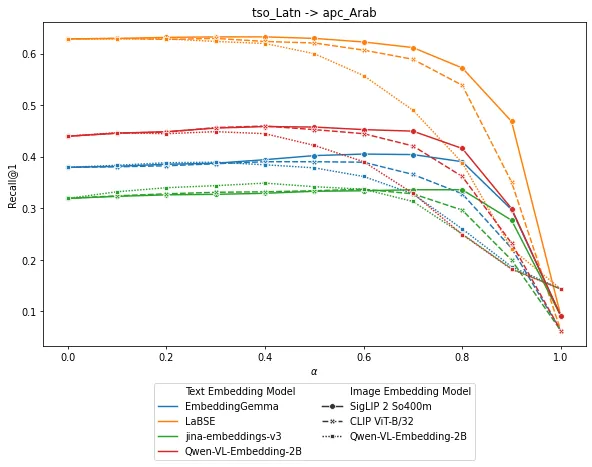 tso_Latn -> apc_Arab
Recall@1
0.6
0.5
0.4
0.3
0.2
0.1
0.0 0.2 0.4 0.6 0.8 1.0
α
Text Embedding Model Image Embedding Model
EmbeddingGemma SigLIP 2 So400m
LaBSE CLIP ViT-B/32
jina-embeddings-v3 Qwen-VL-Embedding-2B
Qwen-VL-Embedding-2B